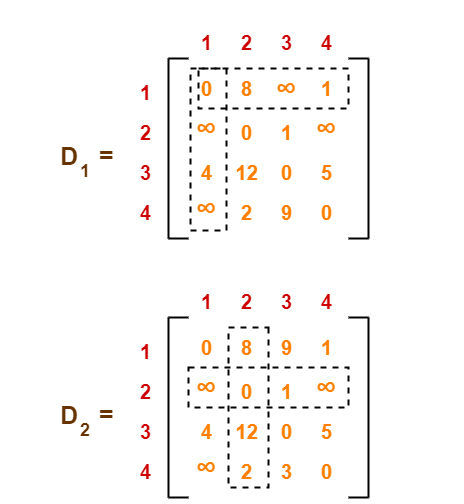 1 2 3 4
1 0 8 ∞ 1
2 ∞ 0 1 ∞
D1 =
3 4 12 0 5
4 ∞ 2 9 0
1 2 3 4
1 0 8 9 1
2 ∞ 0 1 ∞
D2 =
3 4 12 0 5
4 ∞ 2 3 0